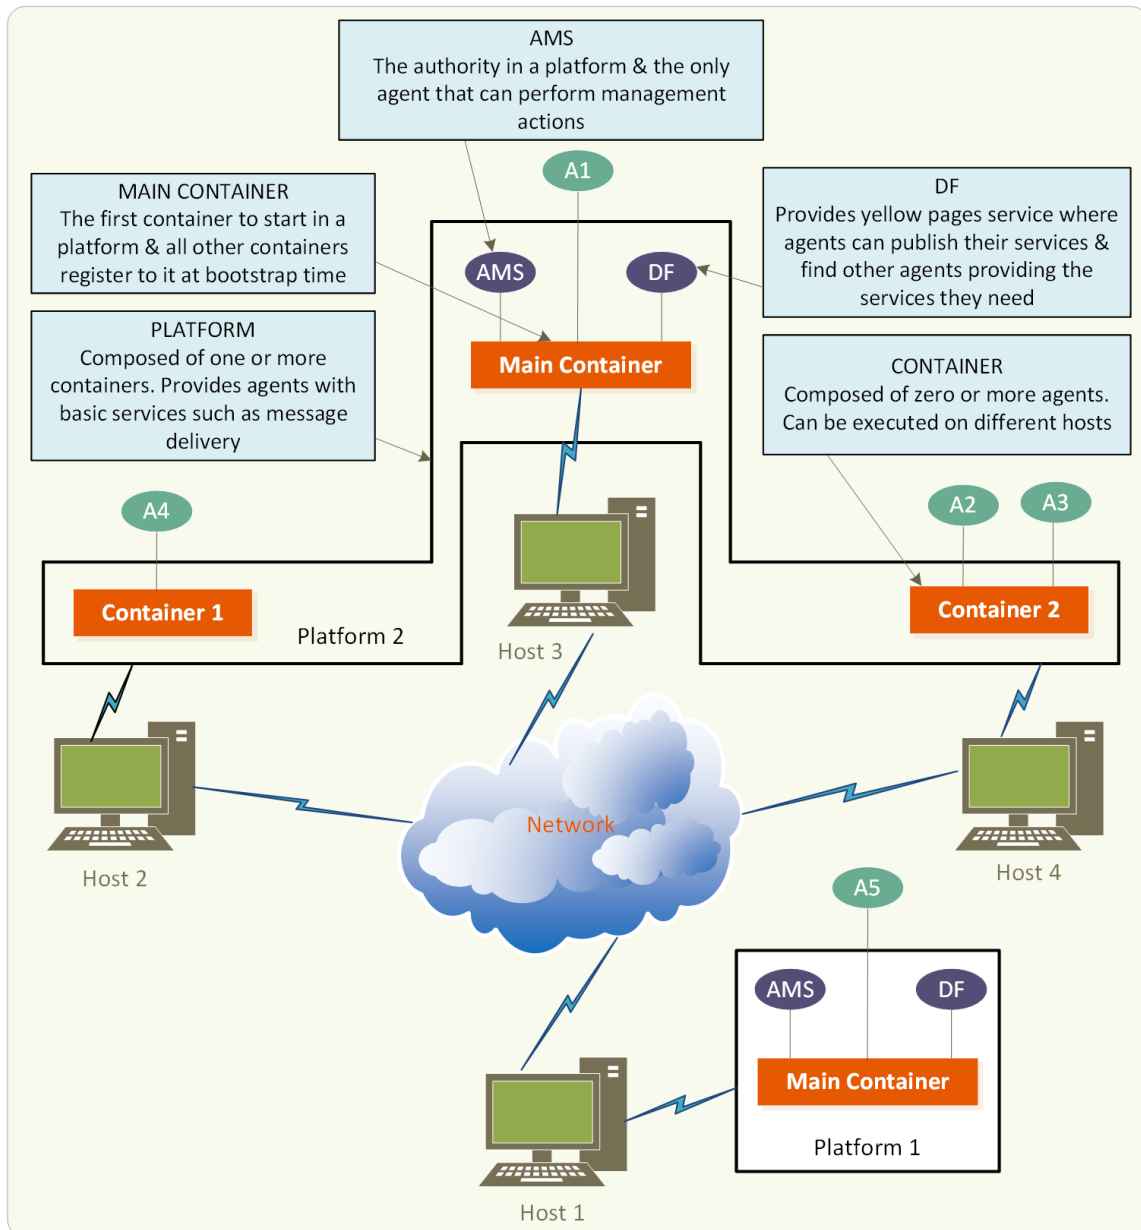 AMS
The authority in a platform & the only
agent that can perform management
actions
A1
MAIN CONTAINER
The first container to start in a
platform & all other containers
register to it at bootstrap time
DF
Provides yellow pages service where
agents can publish their services &
find other agents providing the
services they need
AMS
DF
PLATFORM
Composed of one or more
containers. Provides agents with
basic services such as message
delivery
Main Container
CONTAINER
Composed of zero or more agents.
Can be executed on different hosts
A4
A2
A3
Container 1
Container 2
Platform 2
Host 3
Network
Host 2
Host 4
A5
AMS
DF
Main Container
Platform 1
Host 1